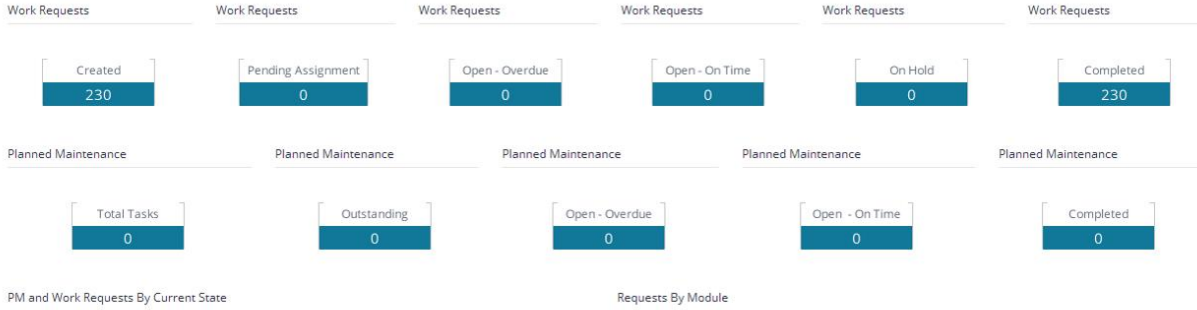 Work Requests Work Requests Work Requests Work Requests Work Requests Work Requests
Created Pending Assignment Open - Overdue Open - On Time On Hold Completed
230 0 0 0 0 230
Planned Maintenance Planned Maintenance Planned Maintenance Planned Maintenance Planned Maintenance
Total Tasks Outstanding Open - Overdue Open - On Time Completed
0 0 0 0 0
PM and Work Requests By Current State Requests By Module